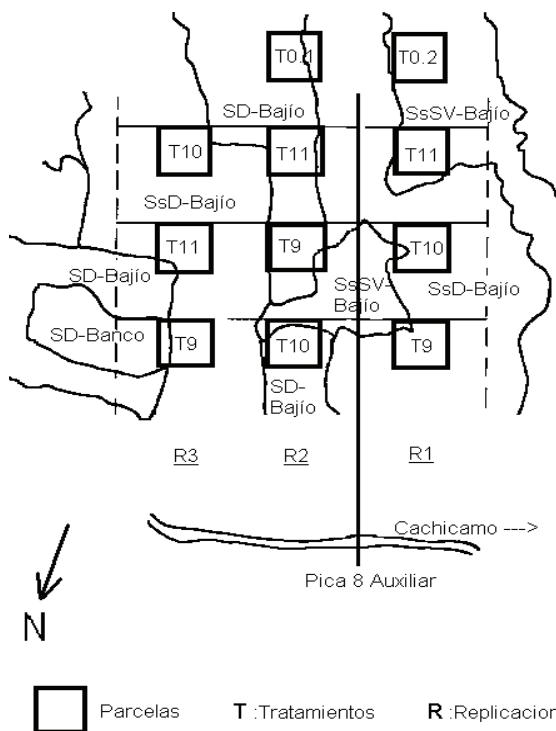 T0.1 T0.2
SD-Bajío SsSV-Bajío
T10 T11 T11
SsD-Bajío
T11 T9 T10
SD-Bajío SsSV-
Bajío SsD-Bajío
SD-Banco T9 T10 T9
SD-
Bajío
R3 R2 R1
Cachicamo --->
Pica 8 Auxiliar
N
Parcelas T :Tratamientos R :Replicacion